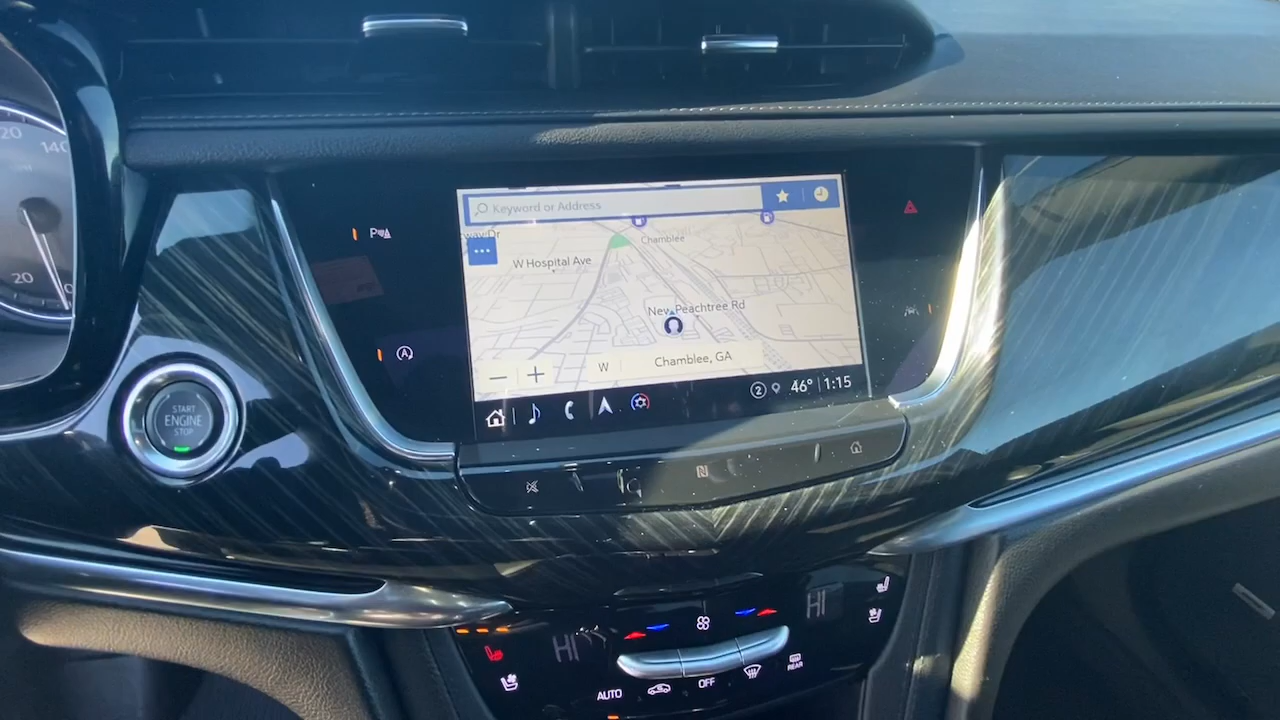 20
140
20
0
START
ENGINE
STOP
P
A
Keyword or Address
Chamblee
W Hospital Ave
New Peachtree Rd
W
Chamblee, GA
2
46° 1:15
HI
HI
AUTO
OFF
REAR